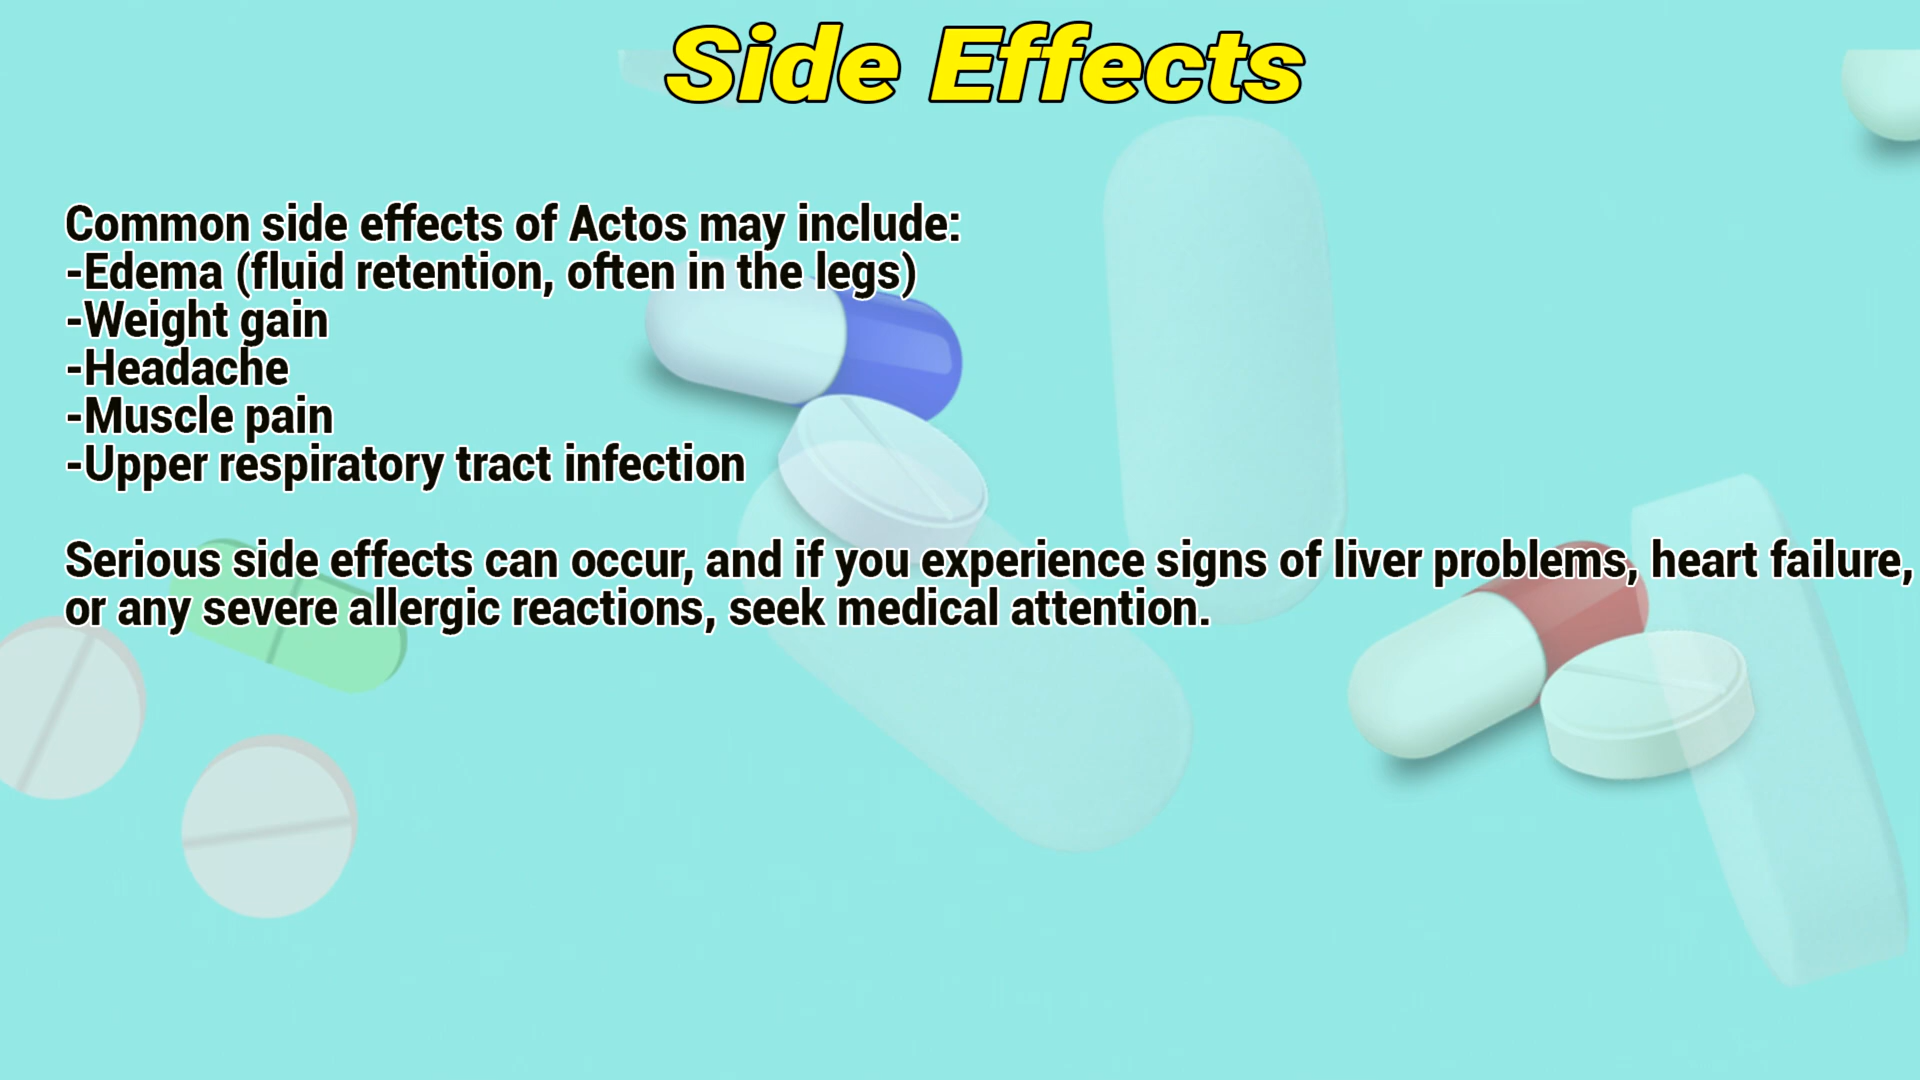 Side Effects
Common side effects of Actos may include:
-Edema (fluid retention, often in the legs)
-Weight gain
-Headache
-Muscle pain
-Upper respiratory tract infection
Serious side effects can occur, and if you experience signs of liver problems, heart failure,
or any severe allergic reactions, seek medical attention.